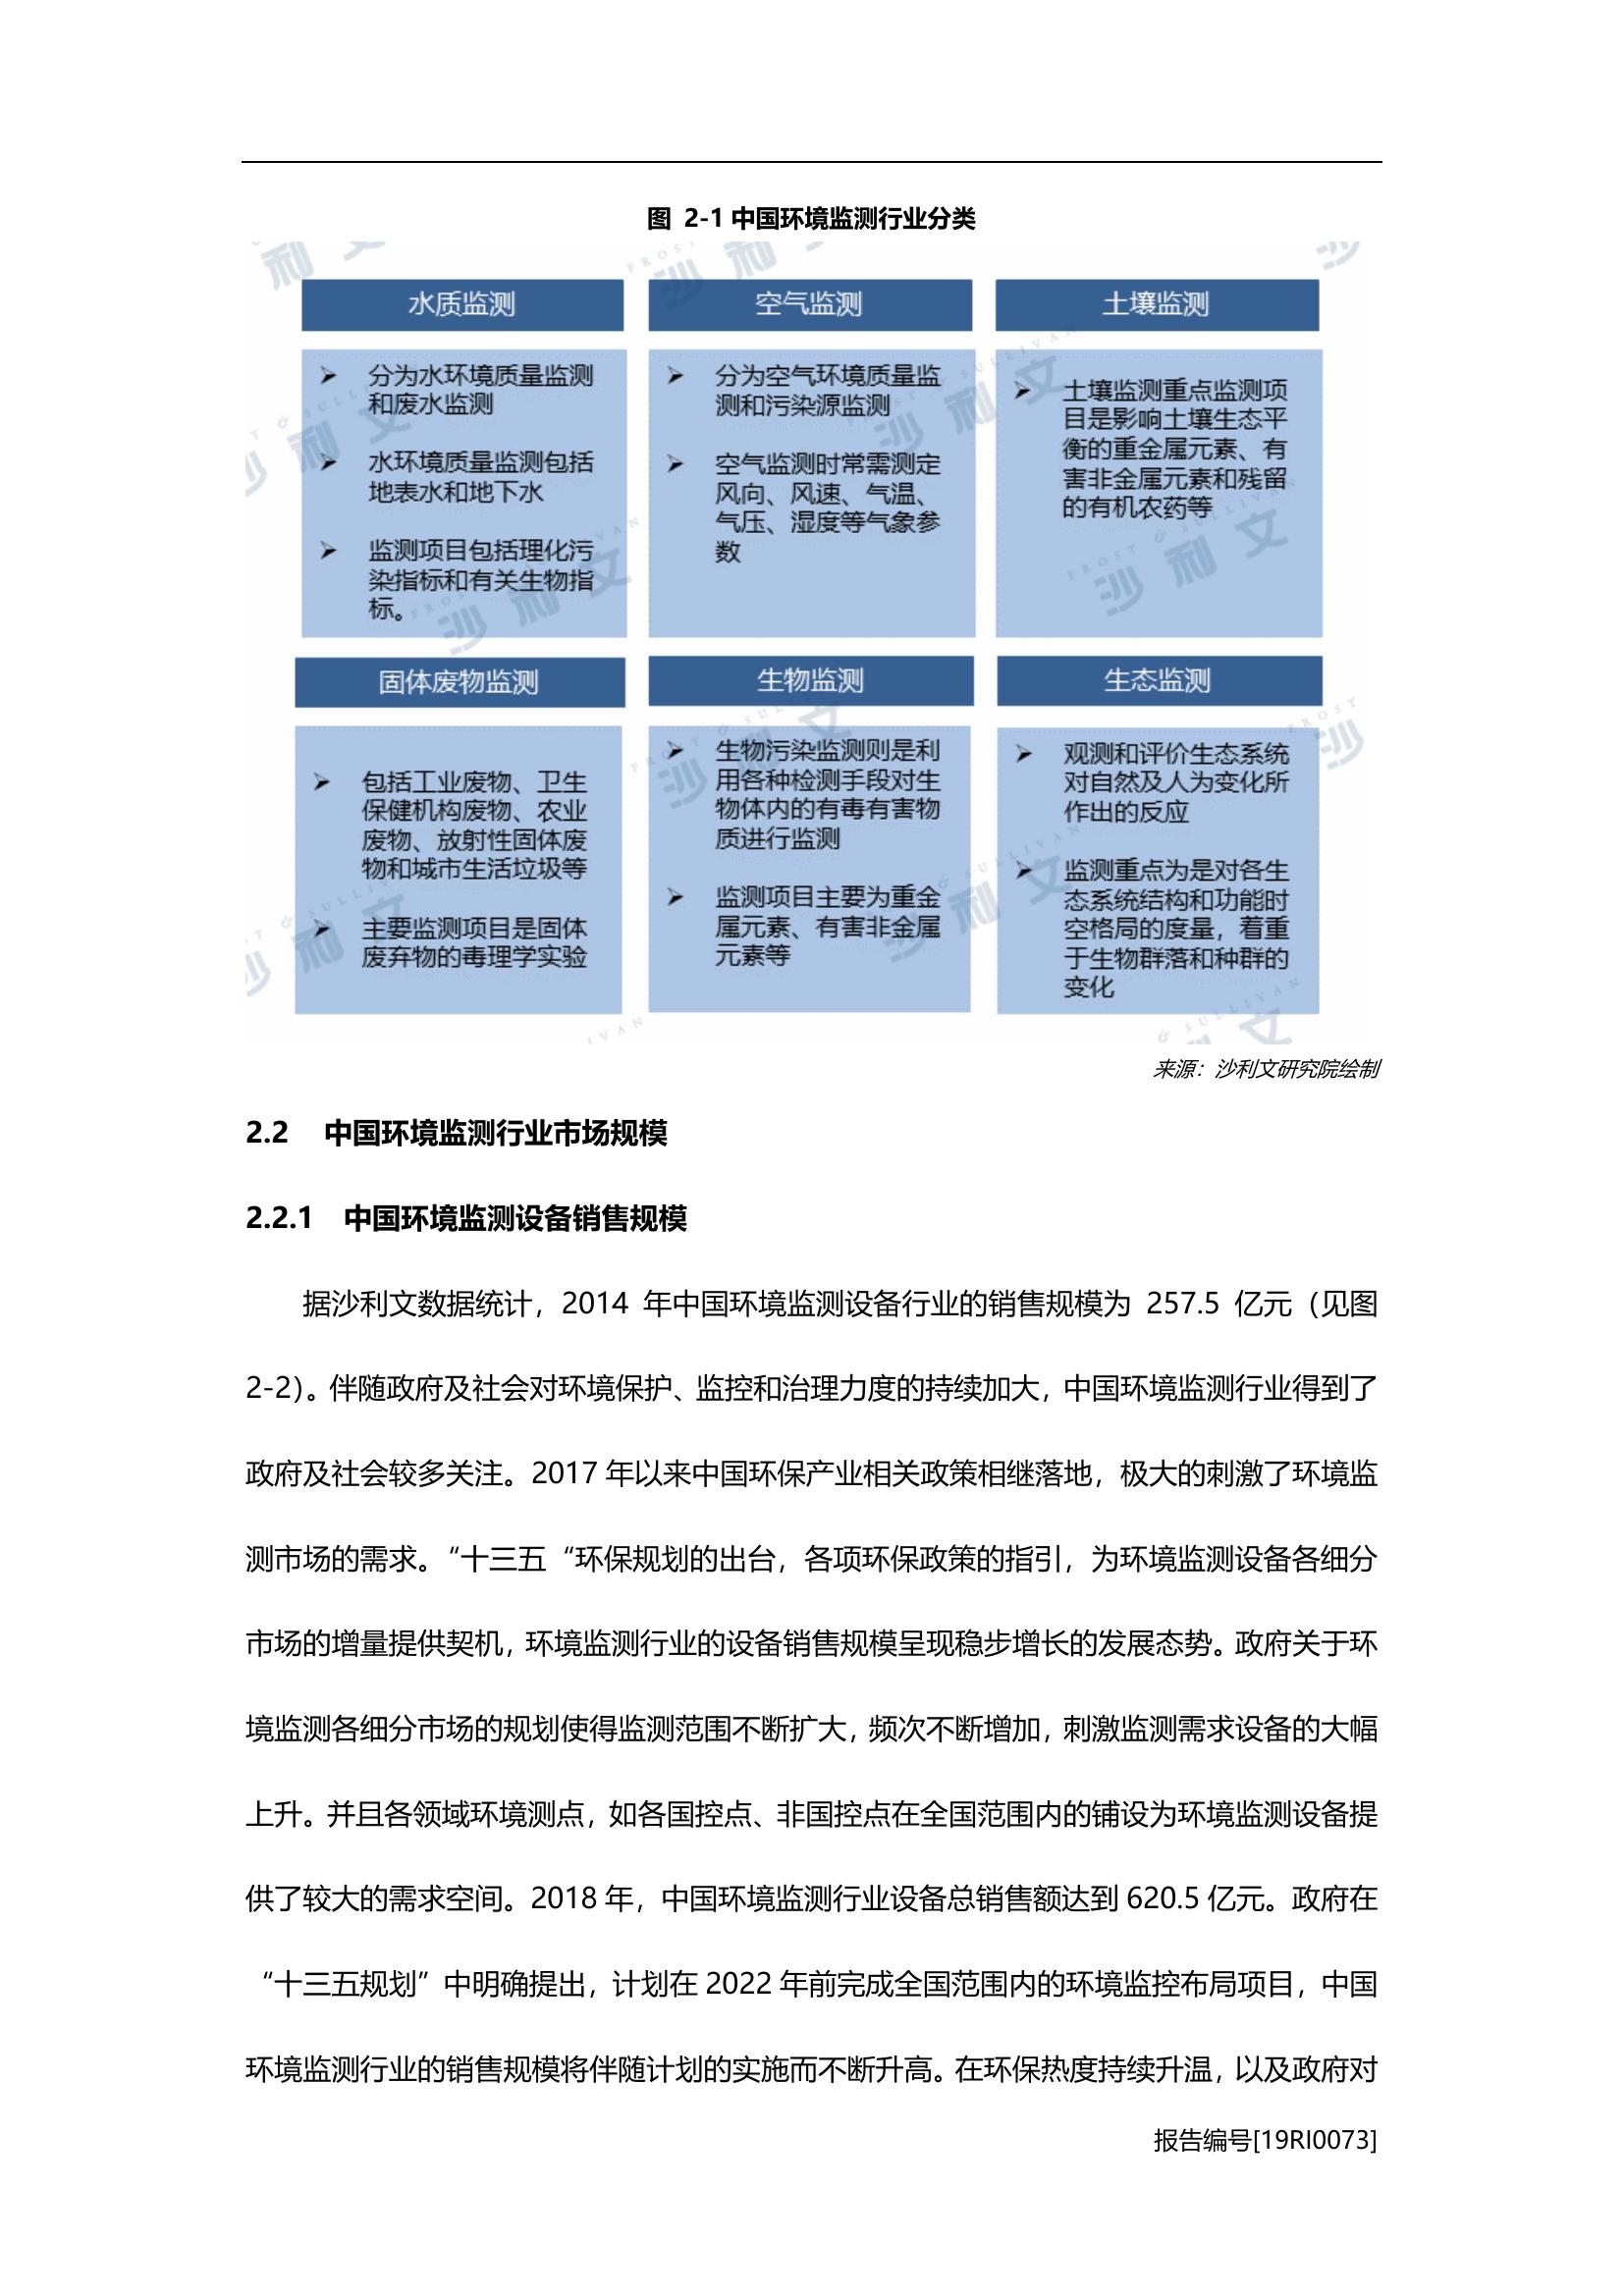 图 2-1 中国环境监测行业分类
水质监测
分为水环境质量监测
和废水监测
水环境质量监测包括
地表水和地下水
监测项目包括理化污
染指标和有关生物指
标。
空气监测
分为空气环境质量监
测和污染源监测
空气监测时常需测定
风向、风速、气温、
气压、湿度等气象参
数
土壤监测
土壤监测重点监测项
目是影响土壤生态平
衡的重金属元素、有
害非金属元素和残留
的有机农药等
固体废物监测
包括工业废物、卫生
保健机构废物、农业
废物、放射性固体废
物和城市生活垃圾等
主要监测项目是固体
废弃物的毒理学实验
生物监测
生物污染监测则是利
用各种检测手段对生
物体内的有毒有害物
质进行监测
监测项目主要为重金
属元素、有害非金属
元素等
生态监测
观测和评价生态系统
对自然及人为变化所
作出的反应
监测重点为是对各生
态系统结构和功能时
空格局的度量，着重
于生物群落和种群的
变化
来源：沙利文研究院绘制
2.2 中国环境监测行业市场规模
2.2.1 中国环境监测设备销售规模
据沙利文数据统计，2014 年中国环境监测设备行业的销售规模为 257.5 亿元（见图
2-2）。伴随政府及社会对环境保护、监控和治理力度的持续加大，中国环境监测行业得到了
政府及社会较多关注。2017 年以来中国环保产业相关政策相继落地，极大的刺激了环境监
测市场的需求。“十三五“环保规划的出台，各项环保政策的指引，为环境监测设备各细分
市场的增量提供契机，环境监测行业的设备销售规模呈现稳步增长的发展态势。政府关于环
境监测各细分市场的规划使得监测范围不断扩大，频次不断增加，刺激监测需求设备的大幅
上升。并且各领域环境测点，如各国控点、非国控点在全国范围内的铺设为环境监测设备提
供了较大的需求空间。2018 年，中国环境监测行业设备总销售额达到 620.5 亿元。政府在
“十三五规划”中明确提出，计划在 2022 年前完成全国范围内的环境监控布局项目，中国
环境监测行业的销售规模将伴随计划的实施而不断升高。在环保热度持续升温，以及政府对
报告编号[19RI0073]